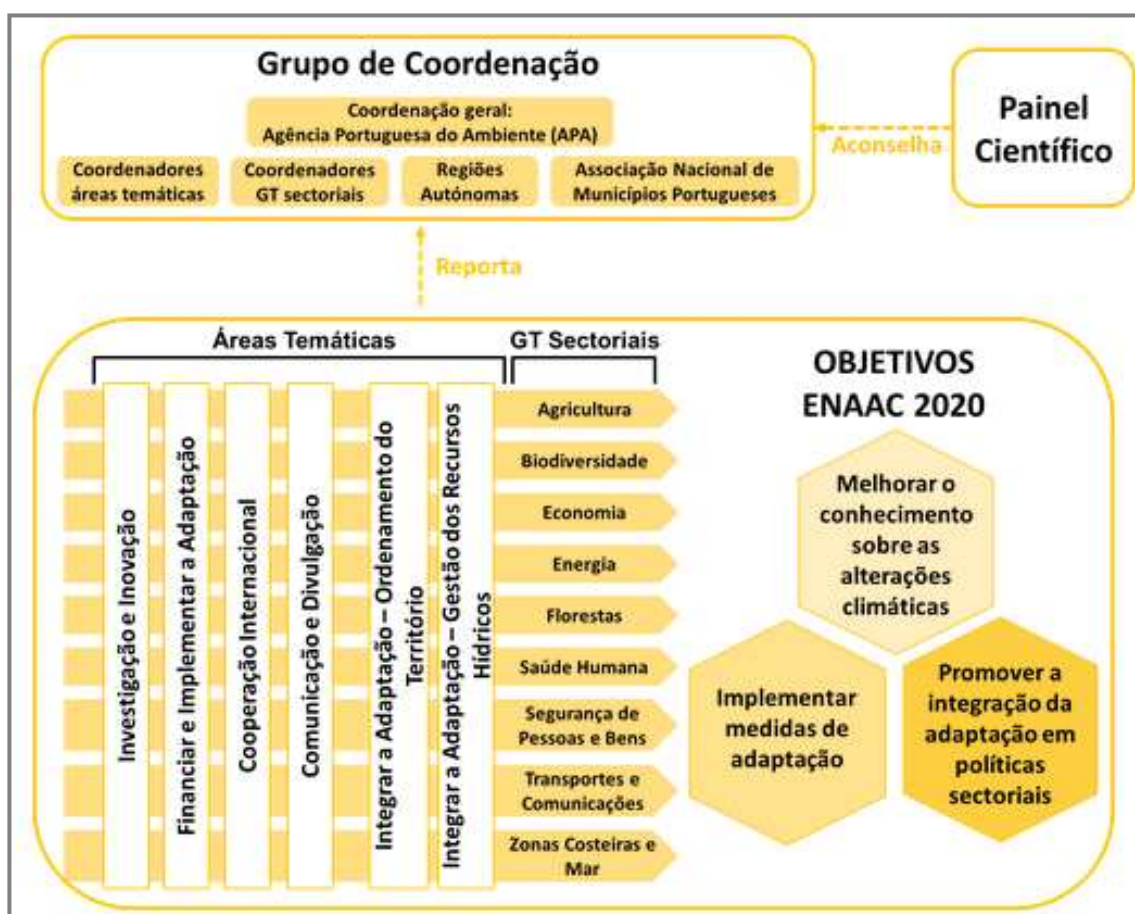 Grupo de Coordenação
Coordenação geral:
Agência Portuguesa do Ambiente (APA)
Coordenadores
áreas temáticas
Coordenadores
GT sectoriais
Regiões
Autónomas
Associação Nacional de
Municípios Portugueses
Painel
Científico
Aconselha
Reporta
Áreas Temáticas
Investigação e Inovação
Financiar e Implementar a Adaptação
Cooperação Internacional
Comunicação e Divulgação
Integrar a Adaptação – Ordenamento do
Território
Integrar a Adaptação – Gestão dos Recursos
Hídricos
GT Sectoriais
Agricultura
Biodiversidade
Economia
Energia
Florestas
Saúde Humana
Segurança de
Pessoas e Bens
Transportes e
Comunicações
Zonas Costeiras e
Mar
OBJETIVOS
ENAAC 2020
Melhorar o
conhecimento
sobre as
alterações
climáticas
Implementar
medidas de
adaptação
Promover a
integração da
adaptação em
políticas
sectoriais